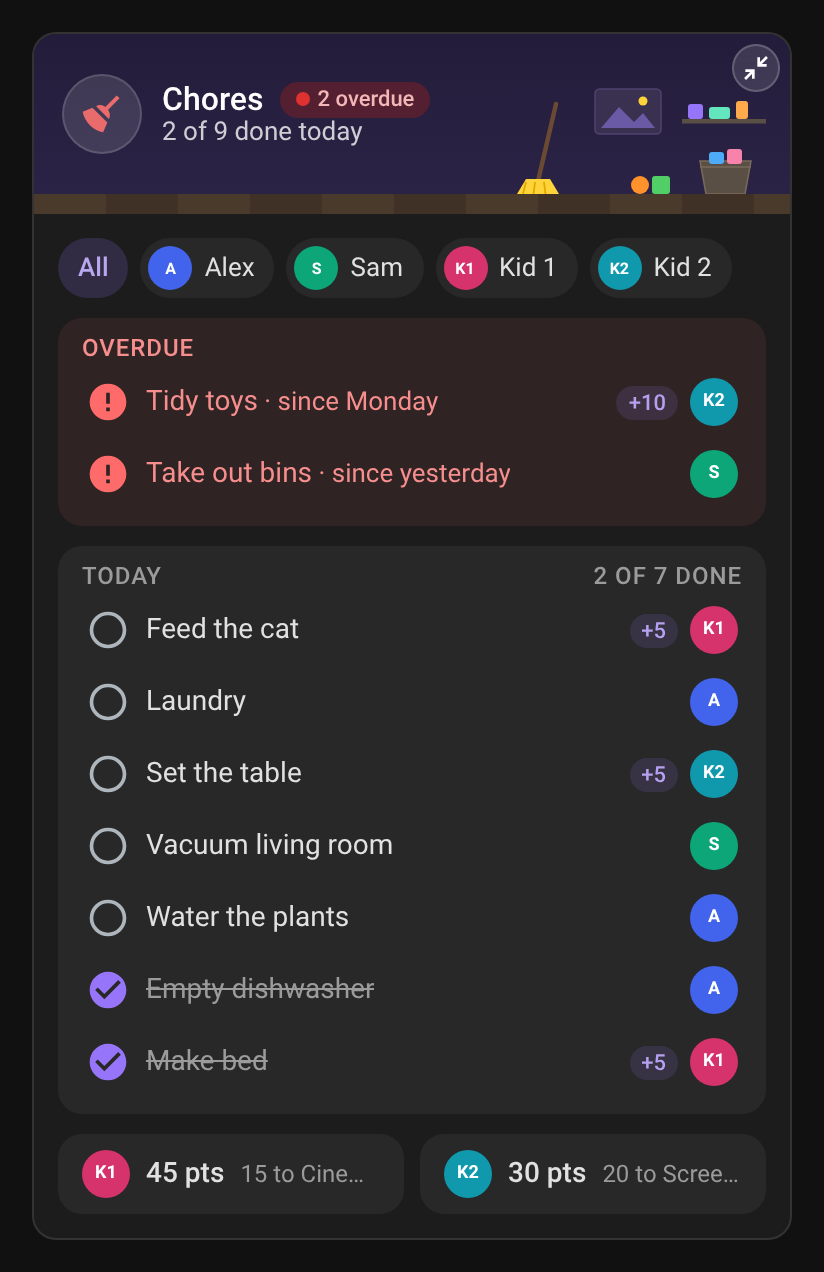 Chores 2 overdue
2 of 9 done today
All A Alex S Sam K1 Kid 1 K2 Kid 2
OVERDUE
Tidy toys · since Monday +10 K2
Take out bins · since yesterday S
TODAY 2 OF 7 DONE
Feed the cat +5 K1
Laundry A
Set the table +5 K2
Vacuum living room S
Water the plants A
Empty dishwasher A
Make bed +5 K1
K1 45 pts 15 to Cine… K2 30 pts 20 to Scree…